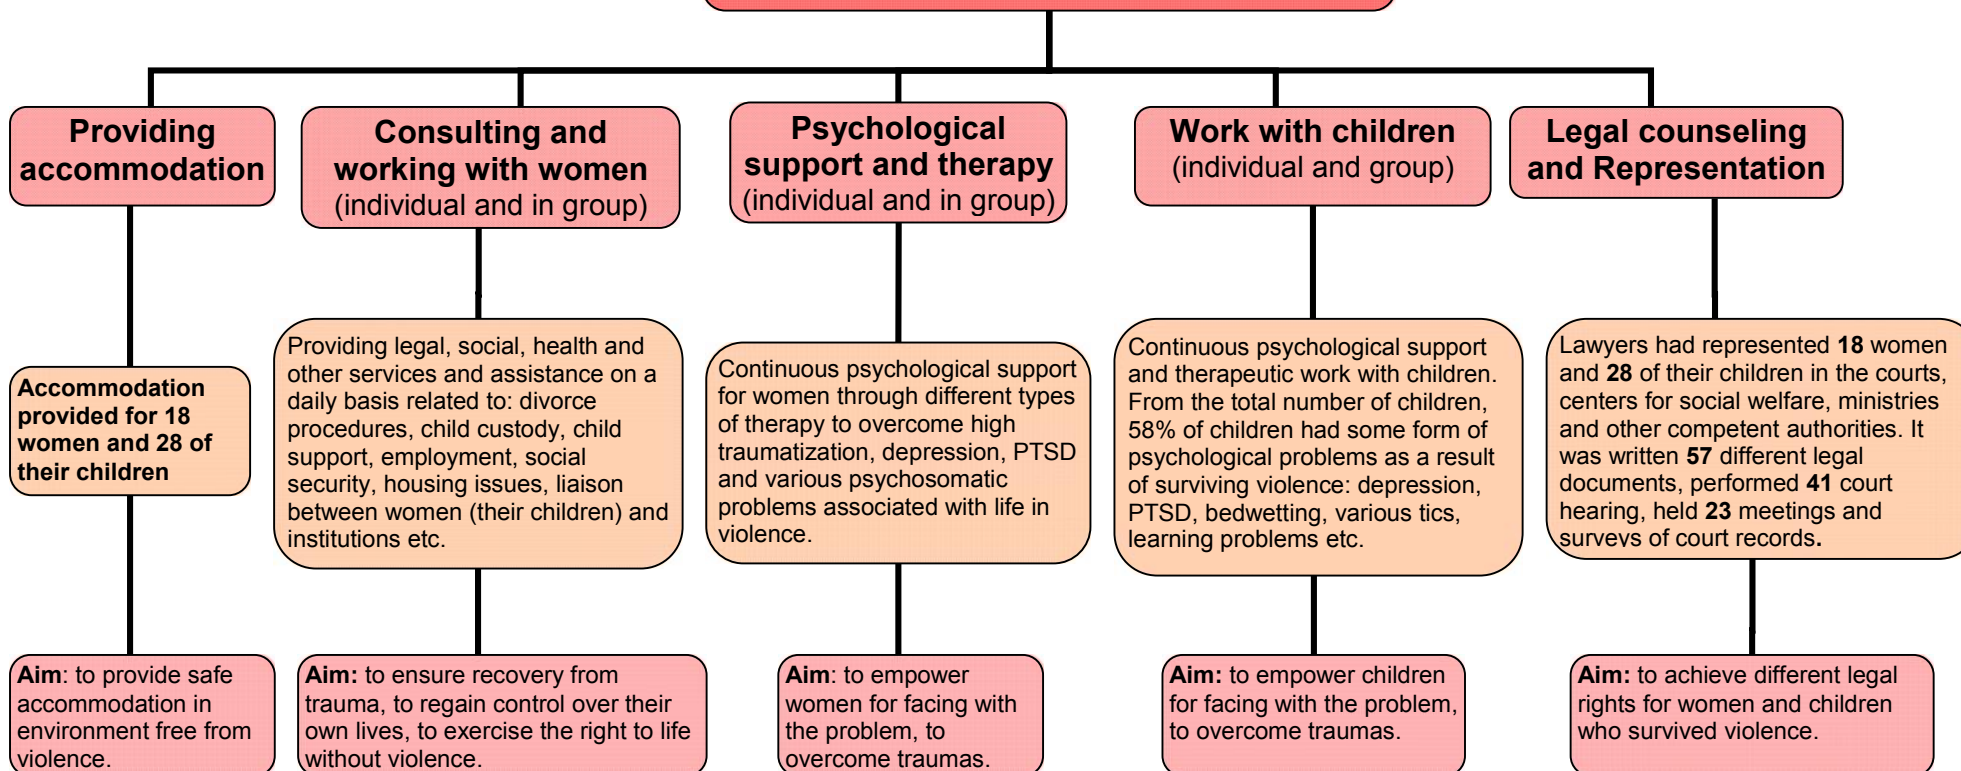 Providing
accommodation
Consulting and
working with women
(individual and in group)
Psychological
support and therapy
(individual and in group)
Work with children
(individual and group)
Legal counseling
and Representation
Accommodation
provided for 18
women and 28 of
their children
Providing legal, social, health and
other services and assistance on a
daily basis related to: divorce
procedures, child custody, child
support, employment, social
security, housing issues, liaison
between women (their children) and
institutions etc.
Continuous psychological support
for women through different types
of therapy to overcome high
traumatization, depression, PTSD
and various psychosomatic
problems associated with life in
violence.
Continuous psychological support
and therapeutic work with children.
From the total number of children,
58% of children had some form of
psychological problems as a result
of surviving violence: depression,
PTSD, bedwetting, various tics,
learning problems etc.
Lawyers had represented 18 women
and 28 of their children in the courts,
centers for social welfare, ministries
and other competent authorities. It
was written 57 different legal
documents, performed 41 court
hearing, held 23 meetings and
surveys of court records.
Aim: to provide safe
accommodation in
environment free from
violence.
Aim: to ensure recovery from
trauma, to regain control over their
own lives, to exercise the right to life
without violence.
Aim: to empower
women for facing with
the problem, to
overcome traumas.
Aim: to empower children
for facing with the problem,
to overcome traumas.
Aim: to achieve different legal
rights for women and children
who survived violence.